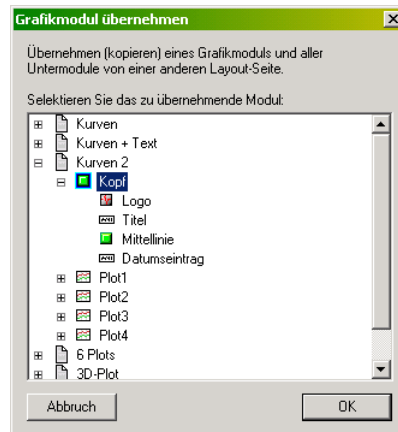 Grafikmodul übernehmen
Übernehmen (kopieren) eines Grafikmoduls und aller
Untermodule von einer anderen Layout-Seite.
Selektieren Sie das zu übernehmende Modul:
Kurven
Kurven + Text
Kurven 2
Kopf
Logo
Titel
Mittellinie
Datumseintrag
Plot1
Plot2
Plot3
Plot4
6 Plots
3D-Plot
Abbruch OK